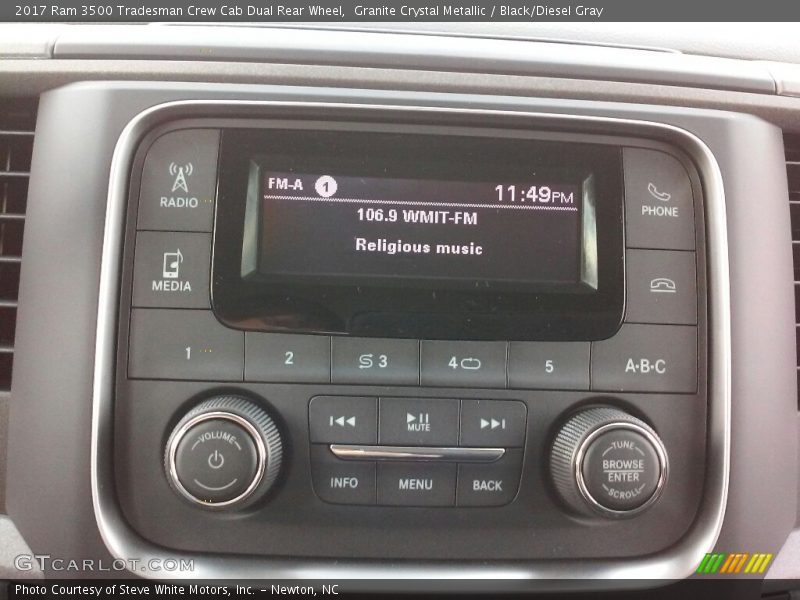 2017 Ram 3500 Tradesman Crew Cab Dual Rear Wheel,  Granite Crystal Metallic / Black/Diesel Gray
FM-A 1 11:49PM
106.9 WMIT-FM
Religious music
RADIO
PHONE
MEDIA
1 2 3 4 5 A·B·C
VOLUME
MUTE
TUNE
BROWSE
ENTER
SCROLL
INFO MENU BACK
GTCARLOT.COM
Photo Courtesy of Steve White Motors, Inc. – Newton, NC